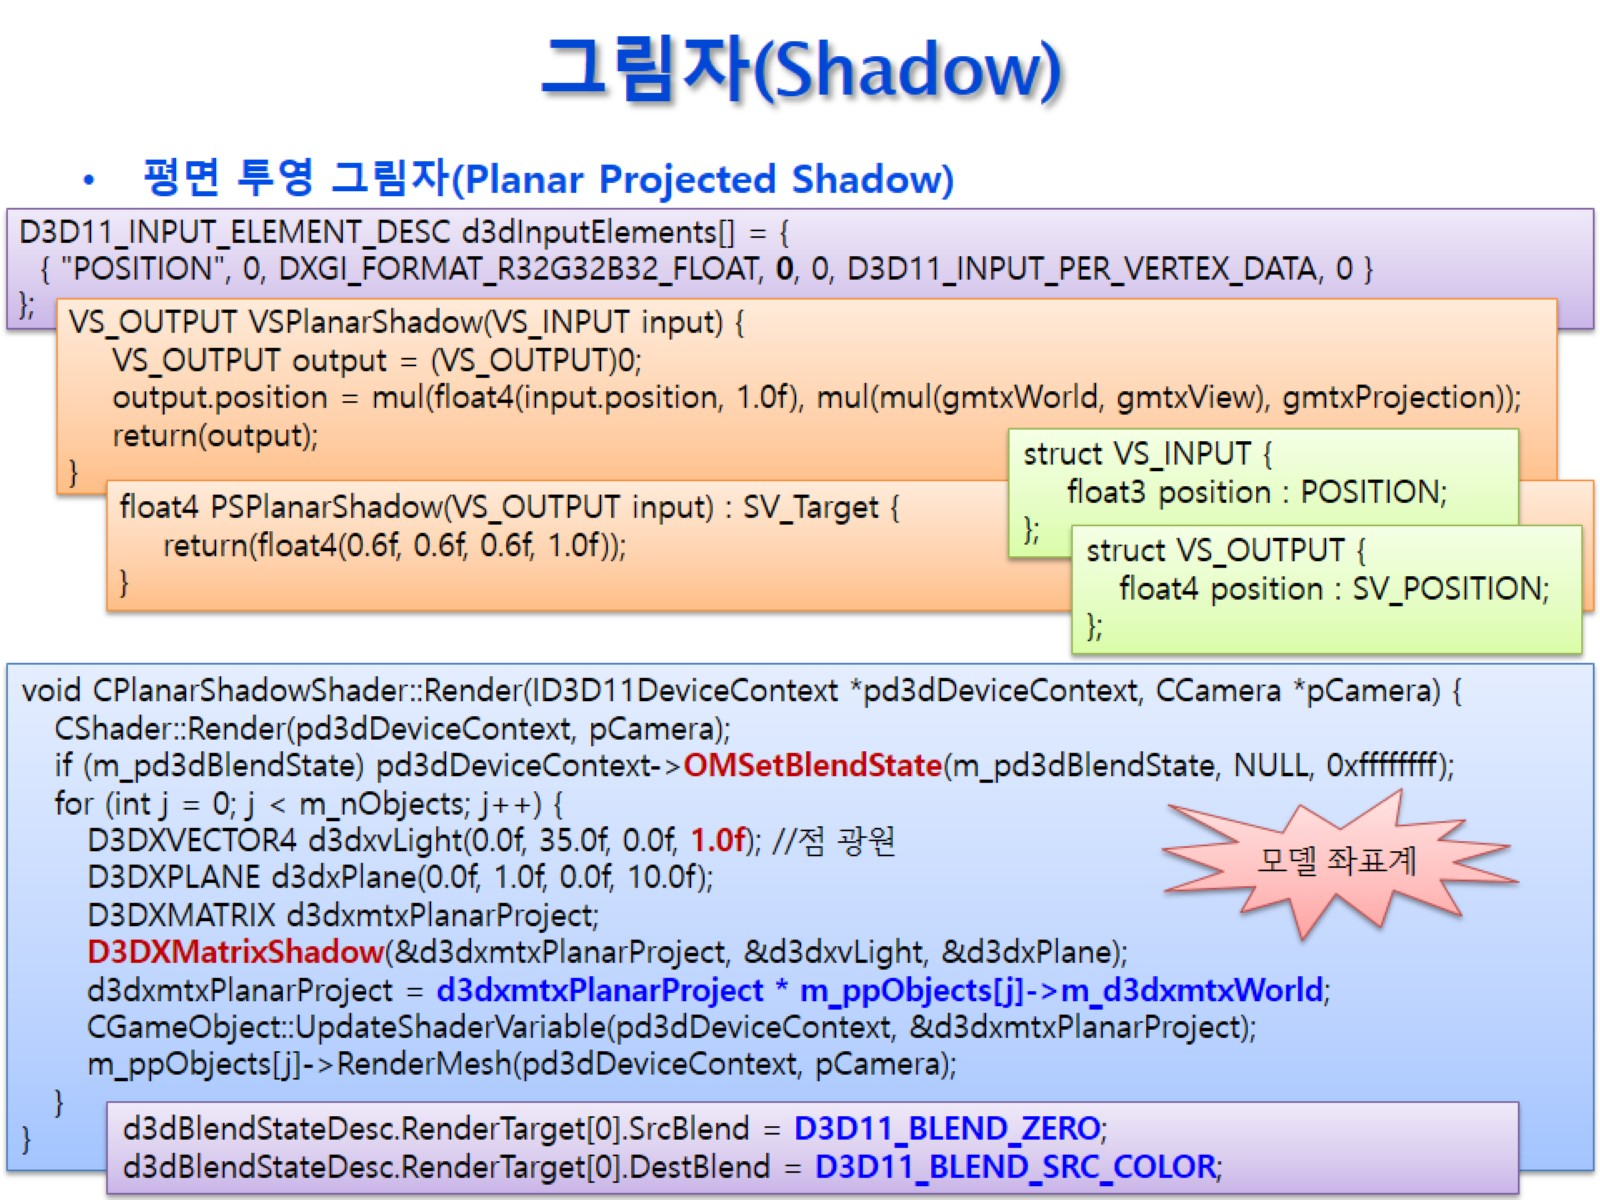 그림자(Shadow)
• 평면 투영 그림자(Planar Projected Shadow)
D3D11_INPUT_ELEMENT_DESC d3dInputElements[] = {
{ "POSITION", 0, DXGI_FORMAT_R32G32B32_FLOAT, 0, 0, D3D11_INPUT_PER_VERTEX_DATA, 0 }
};
VS_OUTPUT VSPlanarShadow(VS_INPUT input) {
VS_OUTPUT output = (VS_OUTPUT)0;
output.position = mul(float4(input.position, 1.0f), mul(mul(gmtxWorld, gmtxView), gmtxProjection));
return(output);
}
struct VS_INPUT {
float3 position : POSITION;
};
float4 PSPlanarShadow(VS_OUTPUT input) : SV_Target {
return(float4(0.6f, 0.6f, 0.6f, 1.0f));
}
struct VS_OUTPUT {
float4 position : SV_POSITION;
};
void CPlanarShadowShader::Render(ID3D11DeviceContext *pd3dDeviceContext, CCamera *pCamera) {
CShader::Render(pd3dDeviceContext, pCamera);
if (m_pd3dBlendState) pd3dDeviceContext->OMSetBlendState(m_pd3dBlendState, NULL, 0xffffffff);
for (int j = 0; j < m_nObjects; j++) {
D3DXVECTOR4 d3dxvLight(0.0f, 35.0f, 0.0f, 1.0f); //점 광원
D3DXPLANE d3dxPlane(0.0f, 1.0f, 0.0f, 10.0f);
D3DXMATRIX d3dxmtxPlanarProject;
D3DXMatrixShadow(&d3dxmtxPlanarProject, &d3dxvLight, &d3dxPlane);
d3dxmtxPlanarProject = d3dxmtxPlanarProject * m_ppObjects[j]->m_d3dxmtxWorld;
CGameObject::UpdateShaderVariable(pd3dDeviceContext, &d3dxmtxPlanarProject);
m_ppObjects[j]->RenderMesh(pd3dDeviceContext, pCamera);
}
}
모델 좌표계
d3dBlendStateDesc.RenderTarget[0].SrcBlend = D3D11_BLEND_ZERO;
d3dBlendStateDesc.RenderTarget[0].DestBlend = D3D11_BLEND_SRC_COLOR;